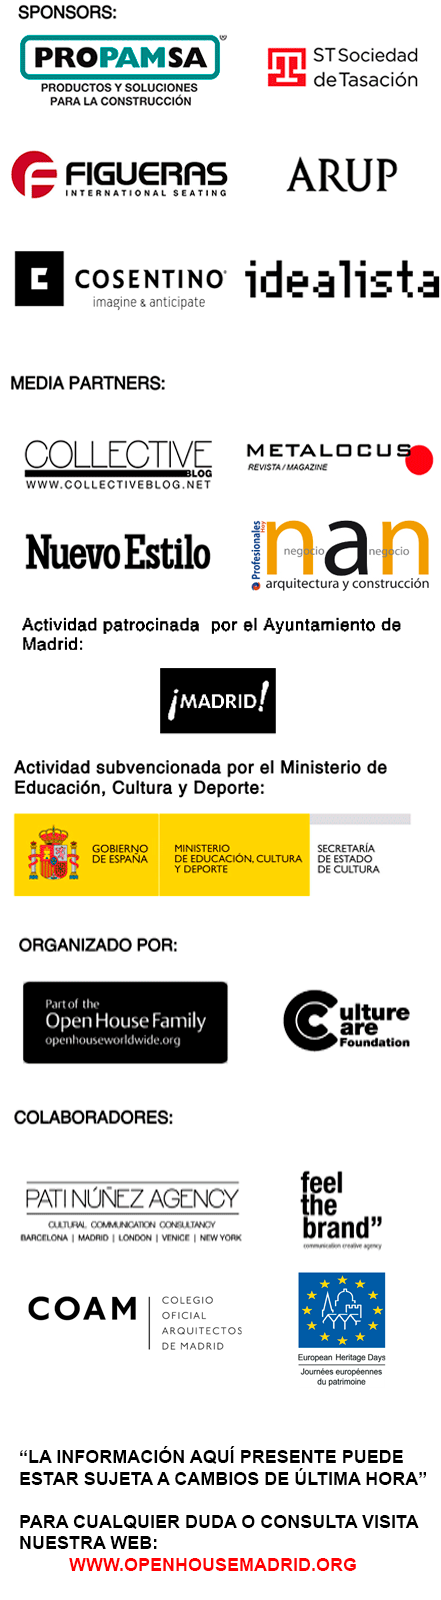 SPONSORS:
PROPAMSA
PRODUCTOS Y SOLUCIONES
PARA LA CONSTRUCCIÓN
ST Sociedad
de Tasación
FIGUERAS
INTERNATIONAL SEATING
ARUP
COSENTINO®
imagine & anticipate
idealista
MEDIA PARTNERS:
COLLECTIVE
BLOG
WWW.COLLECTIVEBLOG.NET
METALOCUS
REVISTA / MAGAZINE
Nuevo Estilo
Profesionales
Hoy
nan
negocio negocio
arquitectura y construcción
Actividad patrocinada por el Ayuntamiento de
Madrid:
¡MADRID!
Actividad subvencionada por el Ministerio de
Educación, Cultura y Deporte:
GOBIERNO
DE ESPAÑA
MINISTERIO
DE EDUCACIÓN, CULTURA
Y DEPORTE
SECRETARÍA
DE ESTADO
DE CULTURA
ORGANIZADO POR:
Part of the
Open House Family
openhouseworldwide.org
Culture
Care
Foundation
COLABORADORES:
PATI NÚÑEZ AGENCY
CULTURAL COMMUNICATION CONSULTANCY
BARCELONA | MADRID | LONDON | VENICE | NEW YORK
feel
the
brand”
communication creative agency
COAM
COLEGIO
OFICIAL
ARQUITECTOS
DE MADRID
European Heritage Days
Journées européennes
du patrimoine
“LA INFORMACIÓN AQUÍ PRESENTE PUEDE
ESTAR SUJETA A CAMBIOS DE ÚLTIMA HORA”
PARA CUALQUIER DUDA O CONSULTA VISITA
NUESTRA WEB:
WWW.OPENHOUSEMADRID.ORG